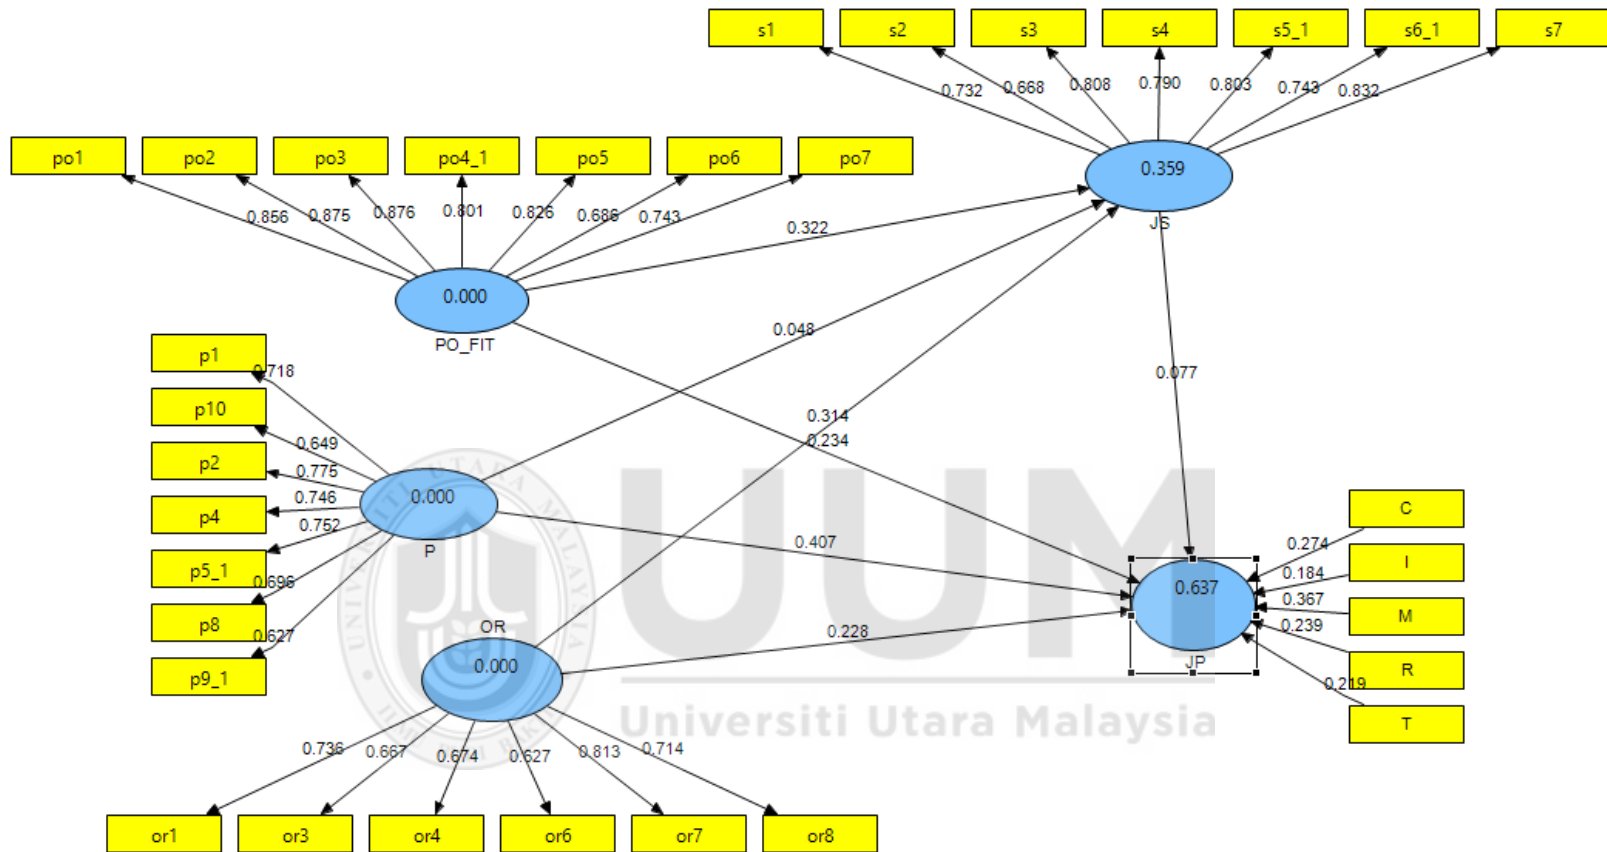 s1 s2 s3 s4 s5_1 s6_1 s7
0.732 0.668 0.808 0.790 0.803 0.743 0.832
po1 po2 po3 po4_1 po5 po6 po7
0.856 0.875 0.876 0.801 0.826 0.686 0.743
0.359
JS
0.322
0.000
PO_FIT
0.048
0.077
0.314
0.234
p1
0.718
p10
0.649
p2
0.775
p4
0.746
p5_1
0.752
p8
0.696
p9_1
0.627
0.000
P
0.407
OR
0.000
0.228
0.637
JP
C
0.274
I
0.184
M
0.367
R
0.239
T
0.219
UUM
Universiti Utara Malaysia
UNIVERSITI UTARA MALAYSIA
0.736 0.667 0.674 0.627 0.813 0.714
or1 or3 or4 or6 or7 or8